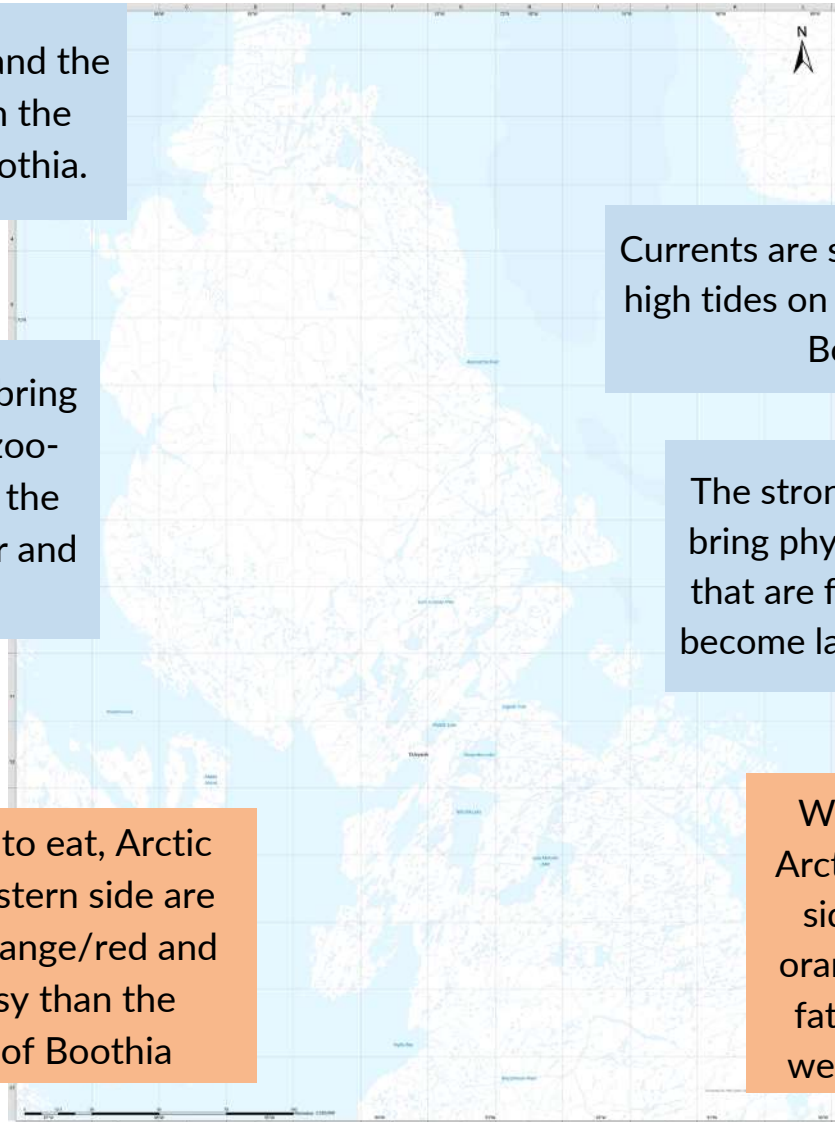 and the
n the
othia.
N
Currents are s
high tides on
Bo
bring
zoo-
the
r and
The stron
bring phy
that are f
become la
to eat, Arctic
stern side are
ange/red and
sy than the
of Boothia
W
Arct
sid
oran
fat
we